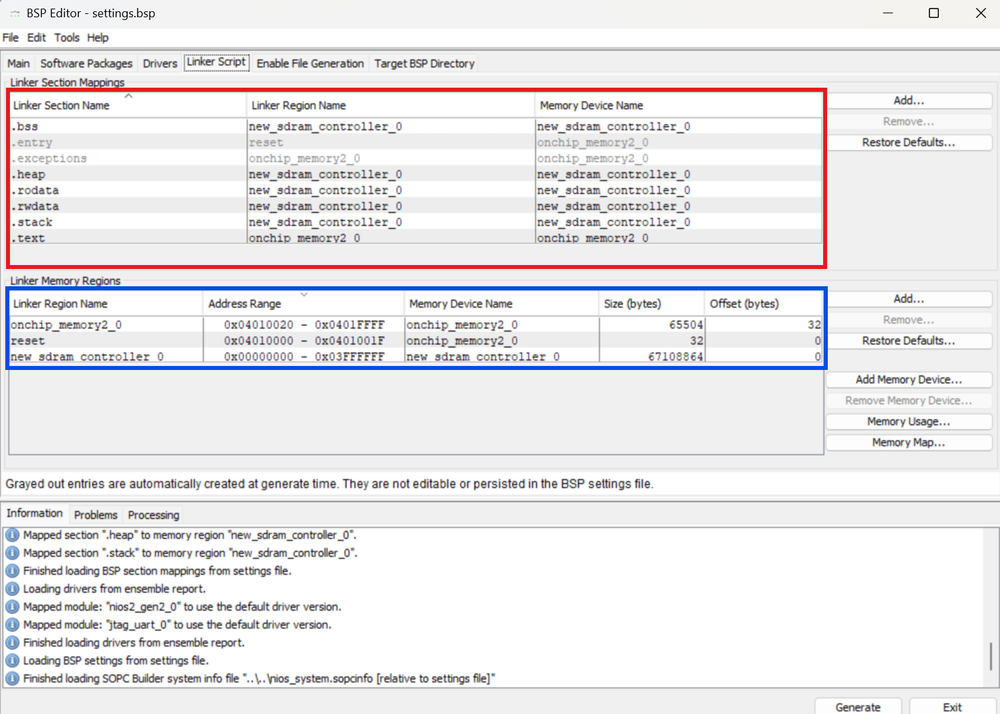 BSP Editor - settings.bsp
File Edit Tools Help
Main Software Packages Drivers Linker Script Enable File Generation Target BSP Directory
Linker Section Mappings
Linker Section Name Linker Region Name Memory Device Name
.bss new_sdram_controller_0 new_sdram_controller_0
.entry reset onchip_memory2_0
.exceptions onchip_memory2_0 onchip_memory2_0
.heap new_sdram_controller_0 new_sdram_controller_0
.rodata new_sdram_controller_0 new_sdram_controller_0
.rwdata new_sdram_controller_0 new_sdram_controller_0
.stack new_sdram_controller_0 new_sdram_controller_0
.text onchip_memory2_0 onchip_memory2_0
Add...
Remove...
Restore Defaults...
Linker Memory Regions
Linker Region Name Address Range Memory Device Name Size (bytes) Offset (bytes)
onchip_memory2_0 0x04010020 - 0x0401FFFF onchip_memory2_0 65504 32
reset 0x04010000 - 0x0401001F onchip_memory2_0 32 0
new_sdram_controller_0 0x00000000 - 0x03FFFFFF new_sdram_controller_0 67108864 0
Add...
Remove...
Restore Defaults...
Add Memory Device...
Remove Memory Device...
Memory Usage...
Memory Map...
Grayed out entries are automatically created at generate time. They are not editable or persisted in the BSP settings file.
Information Problems Processing
Mapped section ".heap" to memory region "new_sdram_controller_0".
Mapped section ".stack" to memory region "new_sdram_controller_0".
Finished loading BSP section mappings from settings file.
Loading drivers from ensemble report.
Mapped module: "nios2_gen2_0" to use the default driver version.
Mapped module: "jtag_uart_0" to use the default driver version.
Finished loading drivers from ensemble report.
Loading BSP settings from settings file.
Finished loading SOPC Builder system info file "..\..\nios_system.sopcinfo [relative to settings file]"
Generate Exit